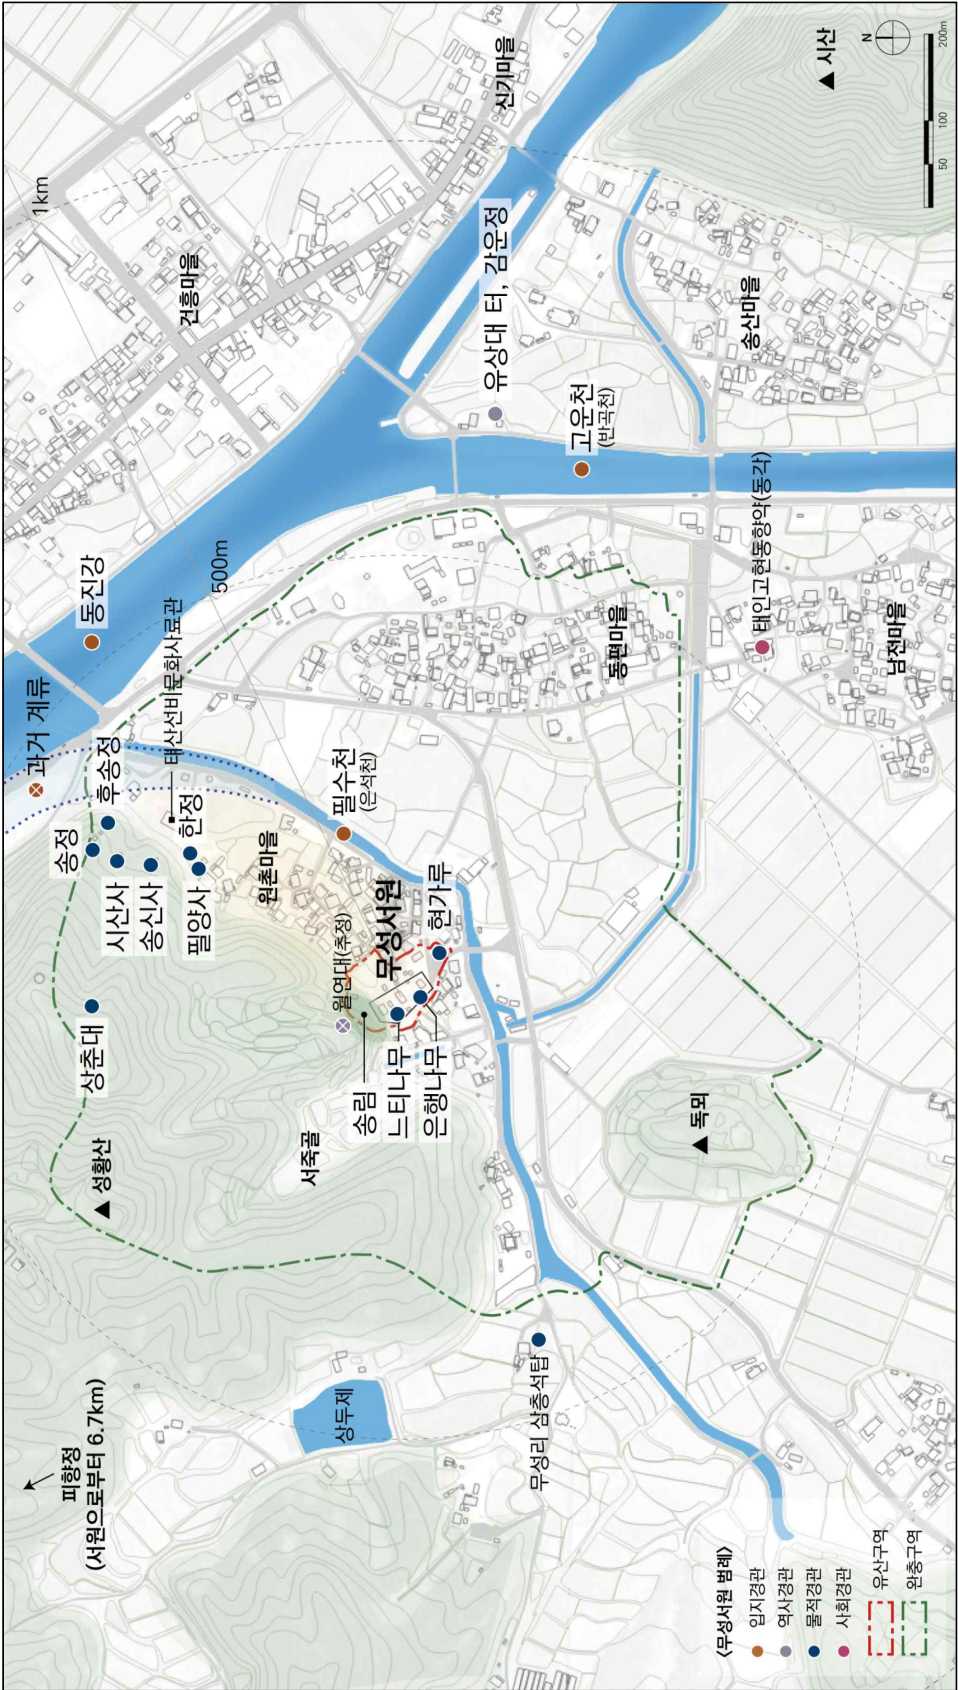 피향정
(서원으로부터 6.7km)
상두제
무성리 삼층석탑
▲ 성황산
상춘대
서죽골
송림
느티나무
은행나무
월연대(추정)
무성서원
현가루
송정
후송정
시산사
송신사
필양사
한정
원촌마을
태산선비문화사료관
과거 계류
동진강
필수천
(은석천)
500m
1km
건흥마을
신기마을
유상대 터, 감운정
고운천
(반곡천)
동편마을
송산마을
태인고현동향약(동각)
남전마을
▲ 독뫼
▲ 시산
N
50
100
200m
<무성서원 범례>
입지경관
역사경관
물적경관
사회경관
유산구역
완충구역